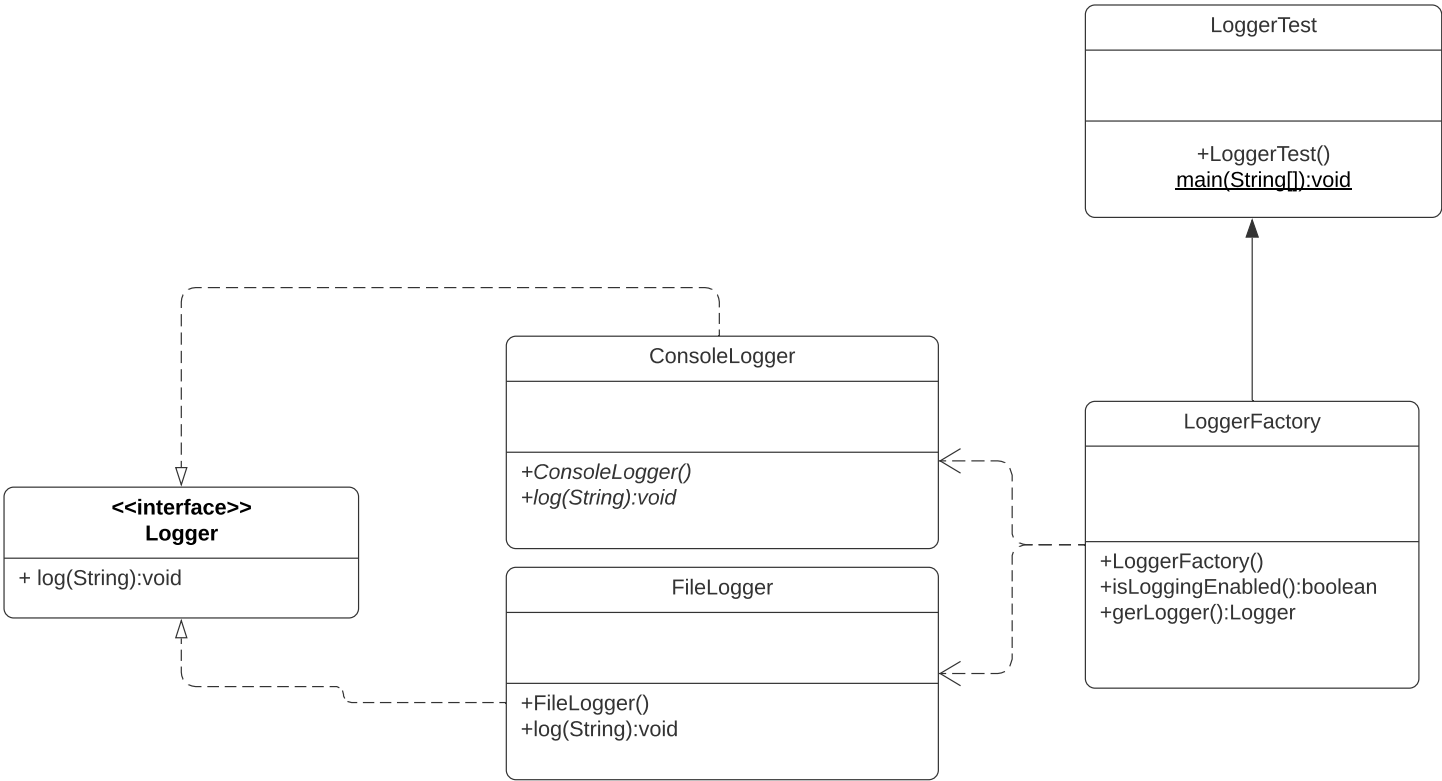 LoggerTest
+LoggerTest()
main(String[]):void
ConsoleLogger
+ConsoleLogger()
+log(String):void
LoggerFactory
+LoggerFactory()
+isLoggingEnabled():boolean
+gerLogger():Logger
<<interface>>
Logger
+ log(String):void
FileLogger
+FileLogger()
+log(String):void